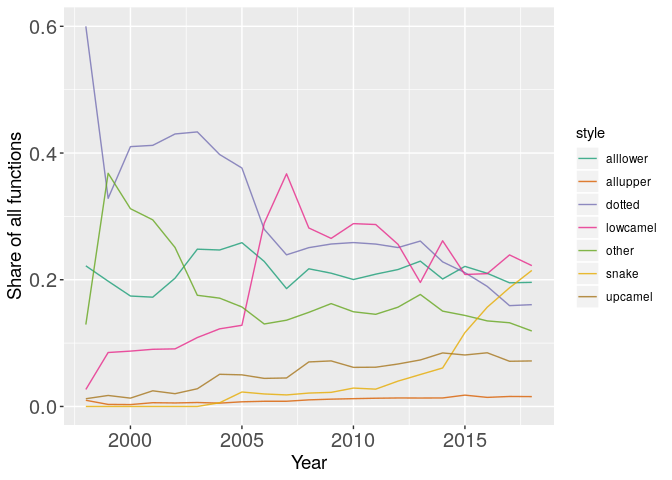 0.6
0.4
0.2
0.0
Share of all functions
2000 2005 2010 2015
Year
style
alllower
allupper
dotted
lowcamel
other
snake
upcamel